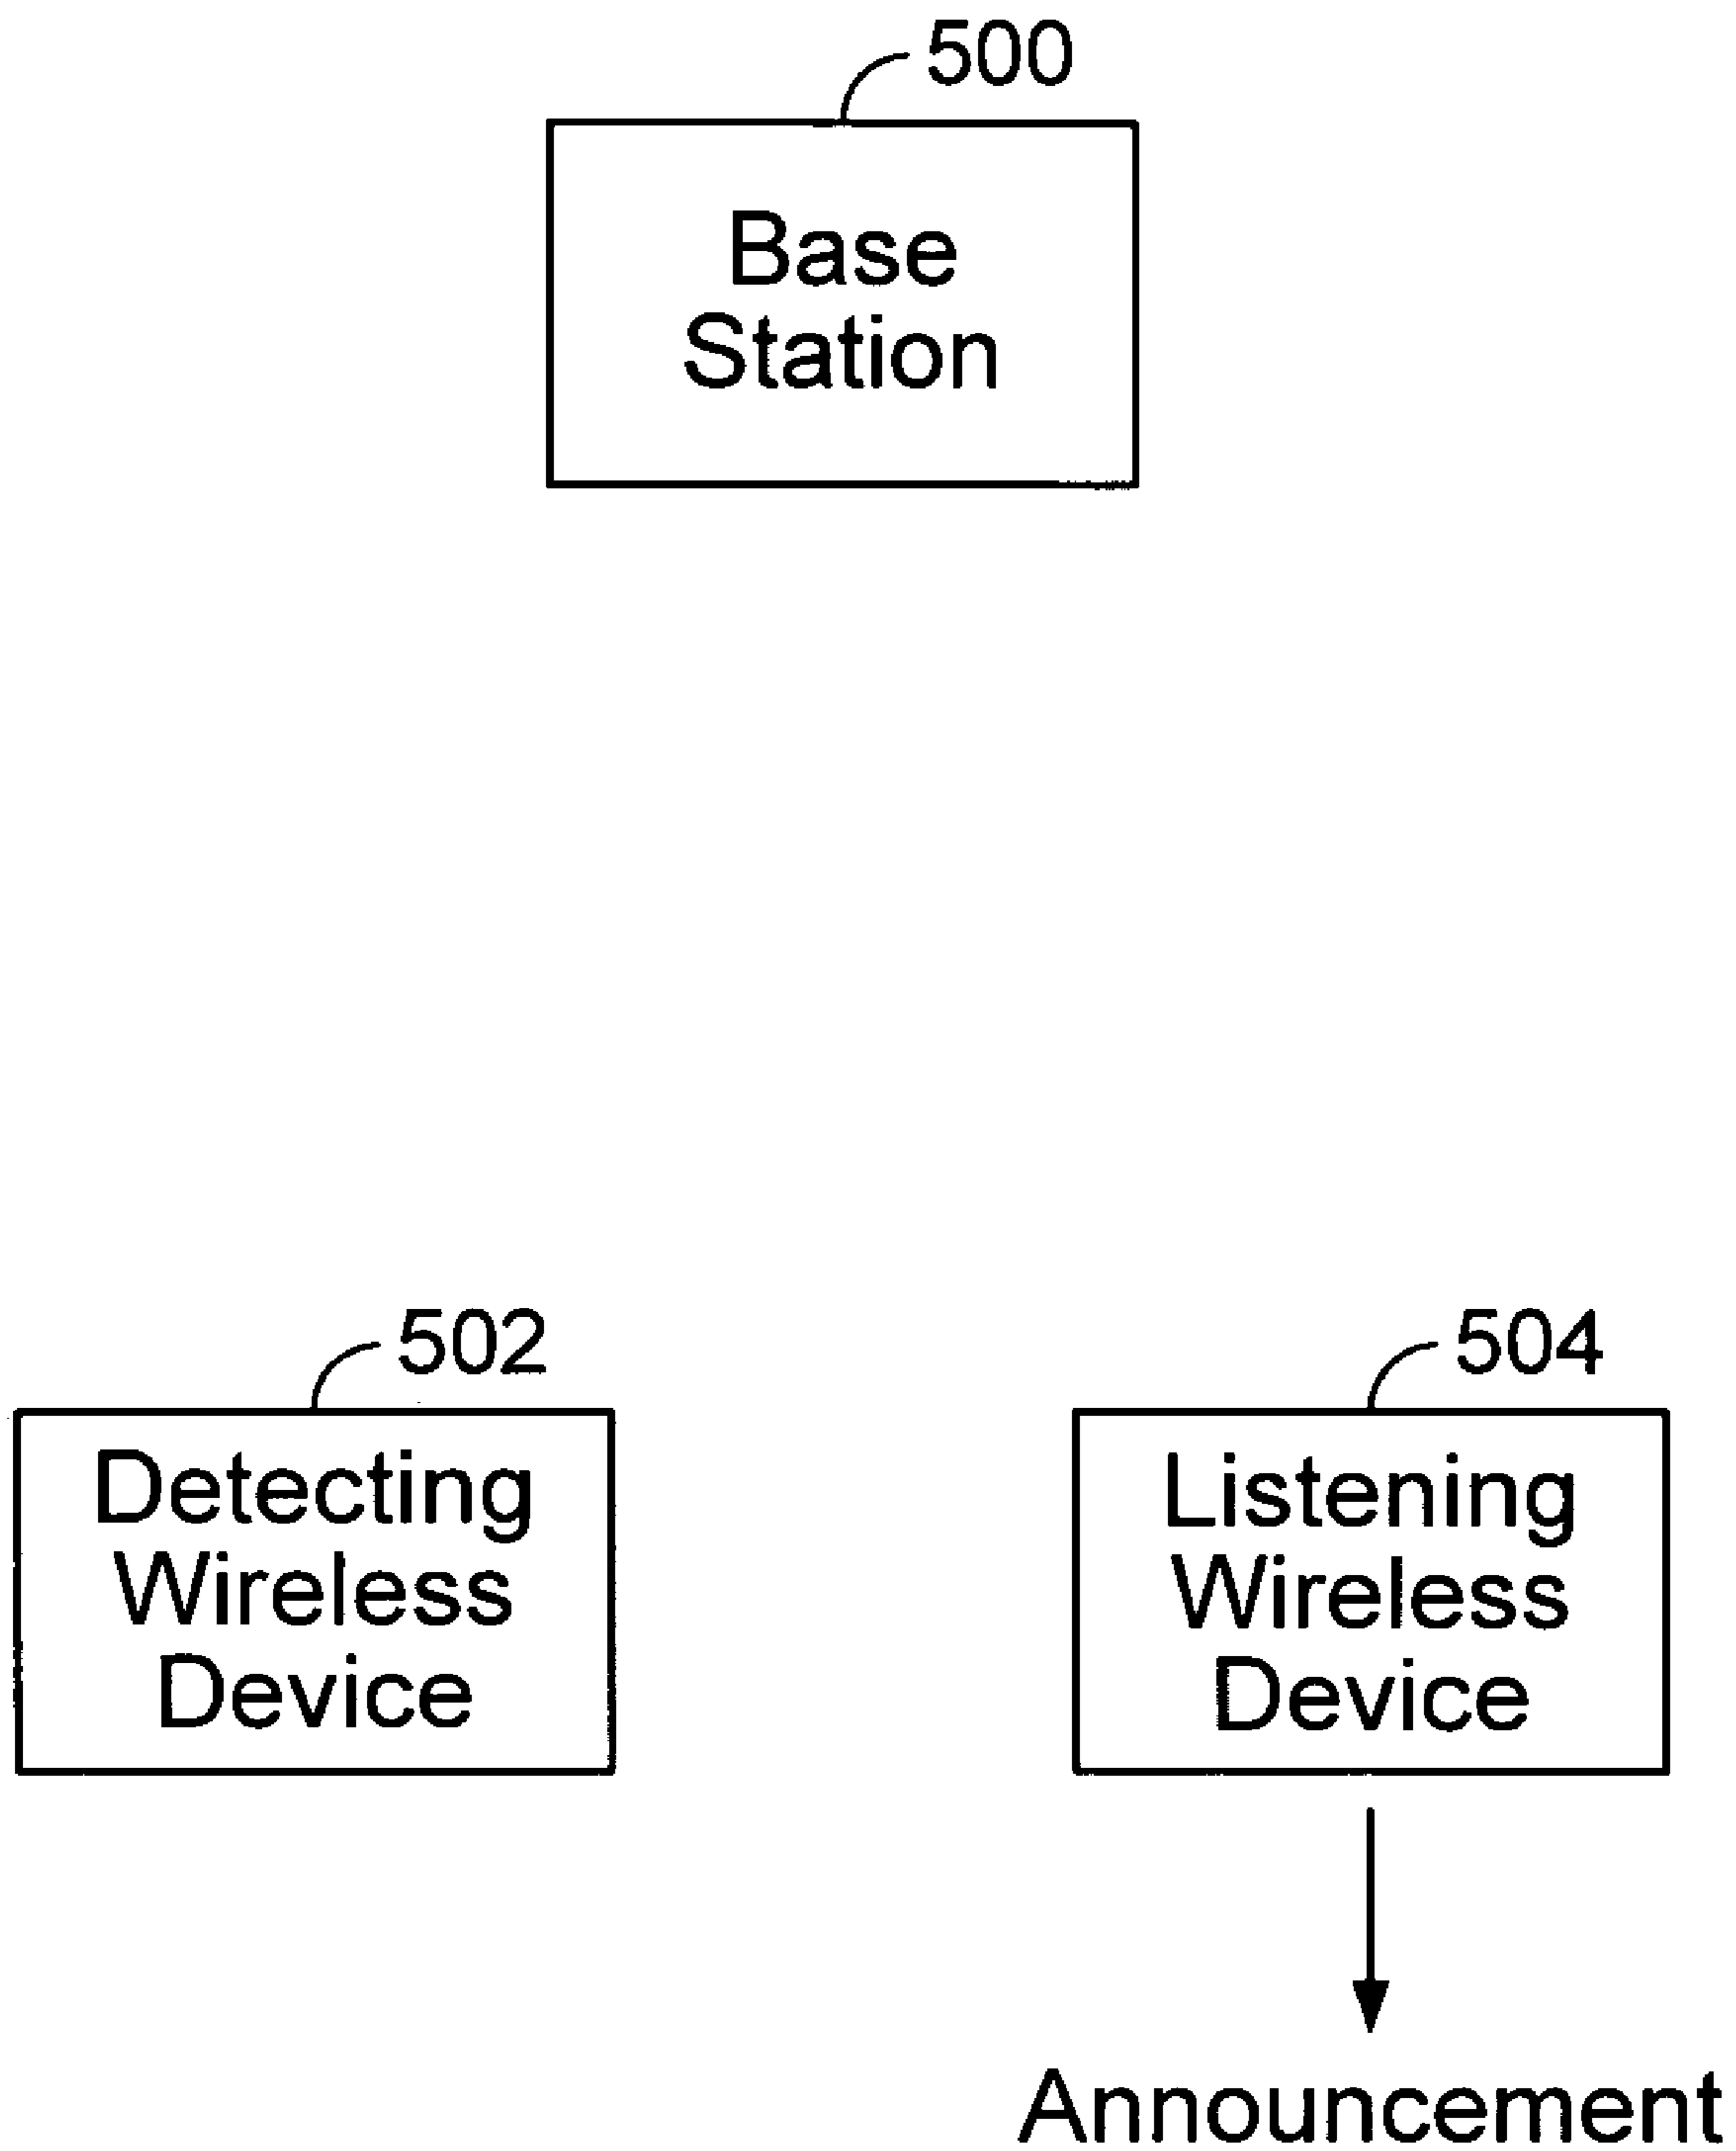 500
Base
Station
502
504
Detecting
Wireless
Device
Listening
Wireless
Device
Announcement